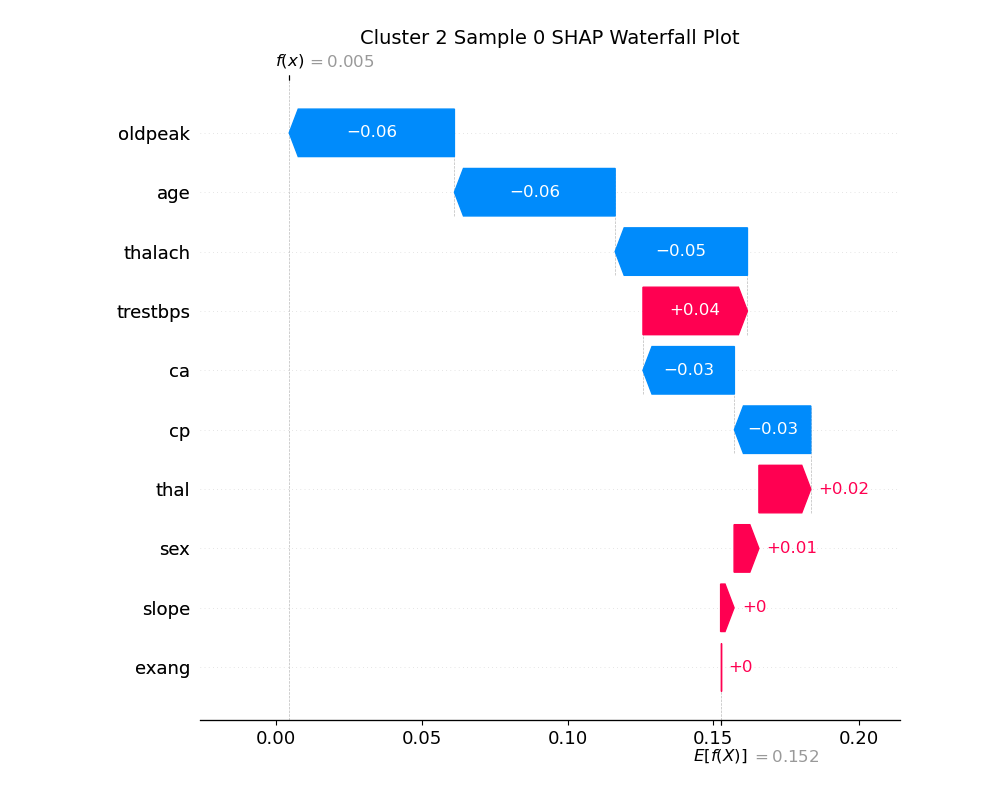 Cluster 2 Sample 0 SHAP Waterfall Plot
f(x) = 0.005
oldpeak −0.06
age −0.06
thalach −0.05
trestbps +0.04
ca −0.03
cp −0.03
thal +0.02
sex +0.01
slope +0
exang +0
0.00 0.05 0.10 0.15 0.20
E[f(X)] = 0.152